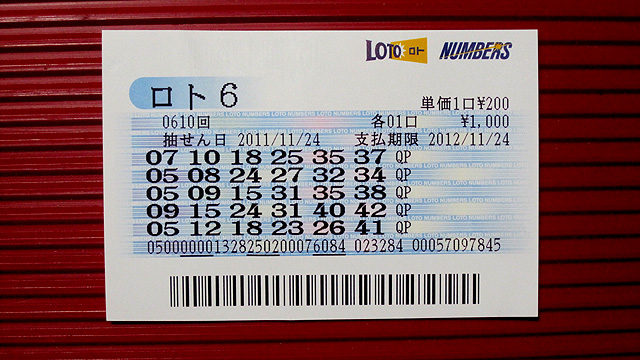 LOTO ロト NUMBERS
ロト6
単価1口¥200
0610回 各01口 ¥1,000
抽せん日 2011/11/24 支払期限 2012/11/24
07 10 18 25 35 37 QP
05 08 24 27 32 34 QP
05 09 15 31 35 38 QP
09 15 24 31 40 42 QP
05 12 18 23 26 41 QP
050000001328250200076084 023284 00057097845